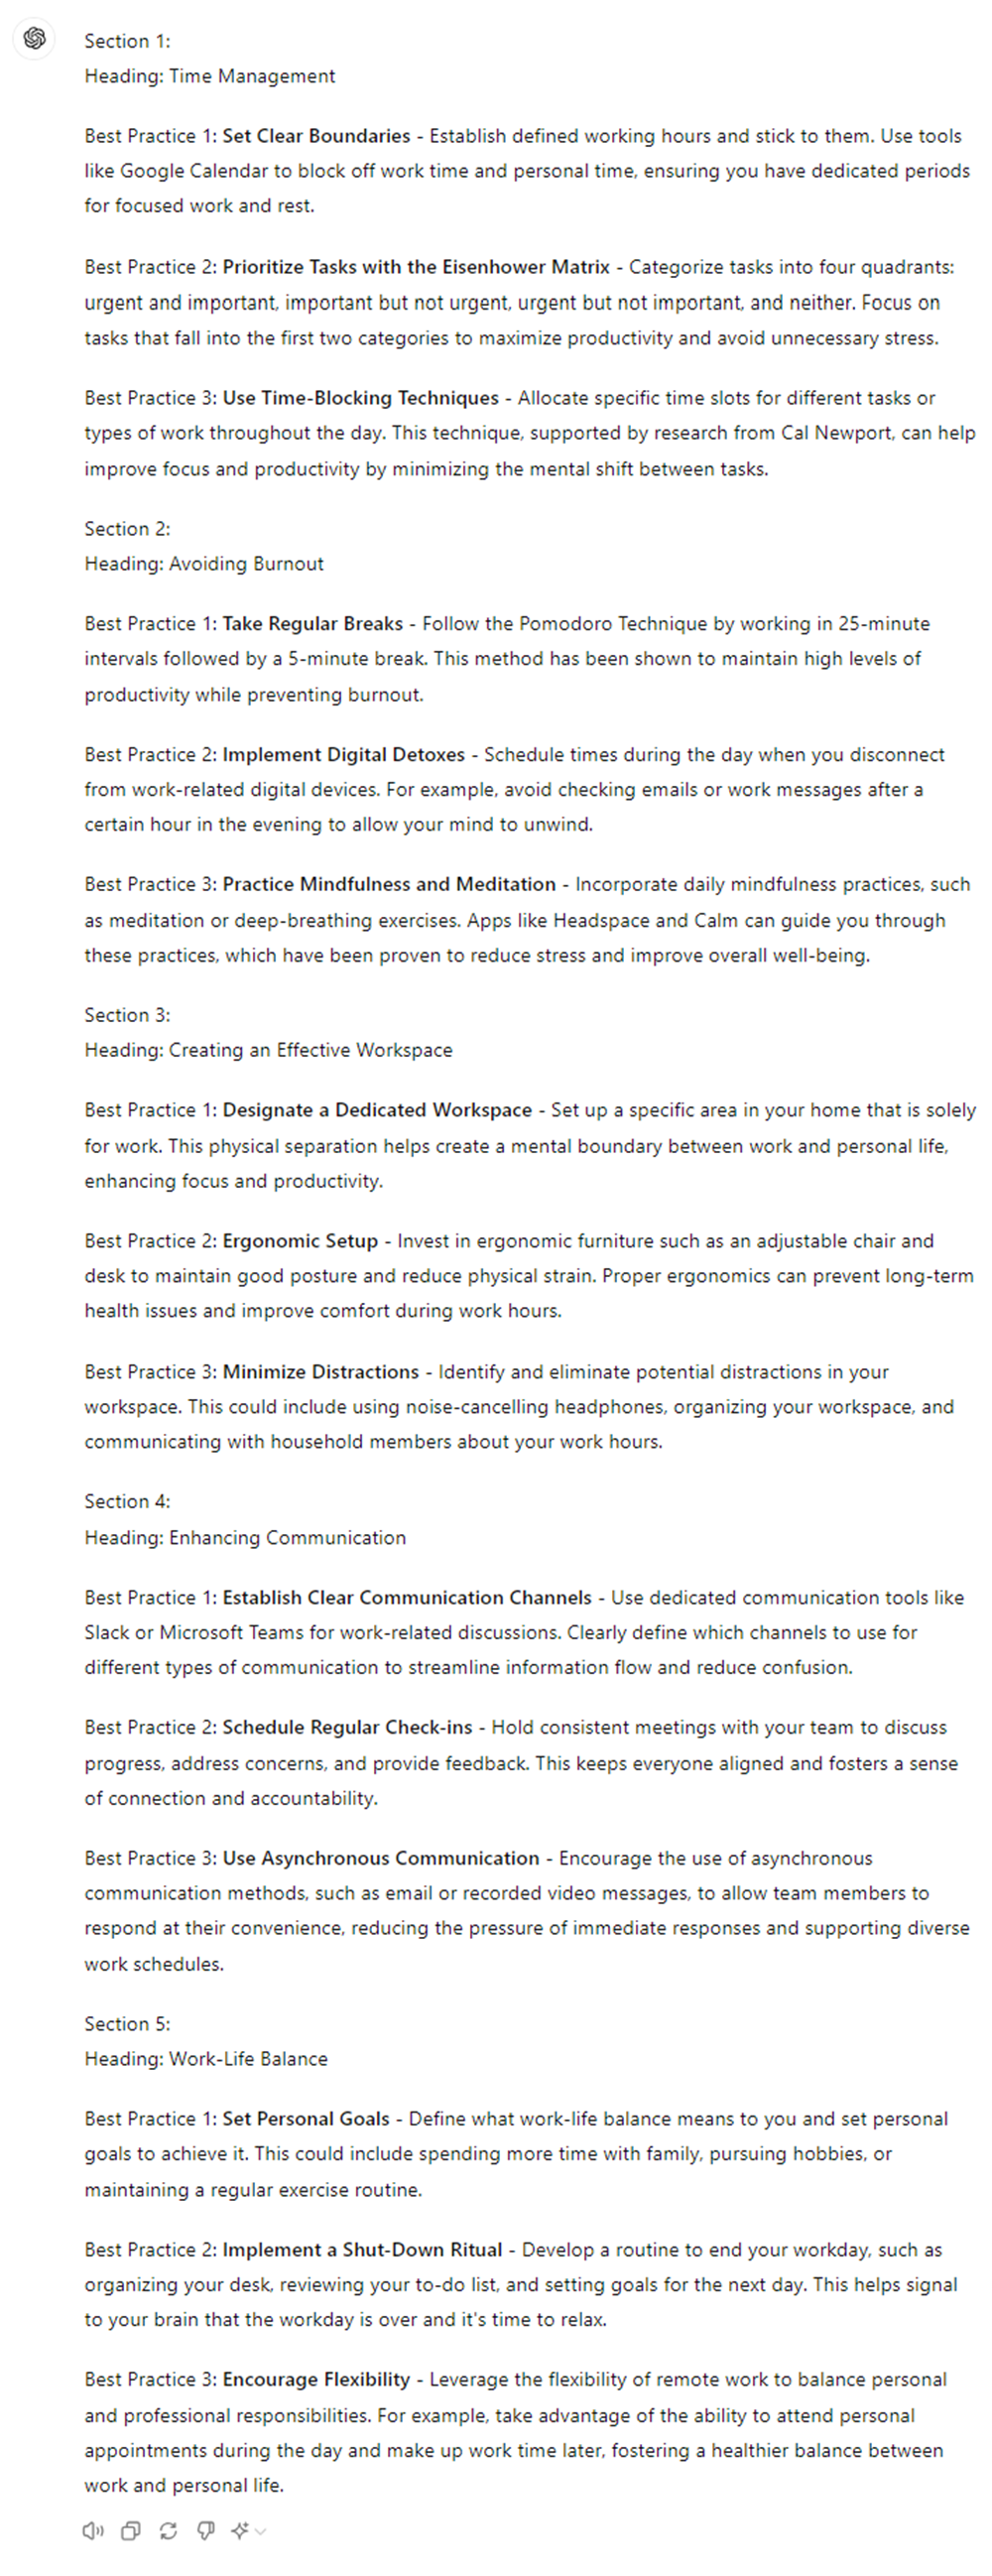 Section 1:
Heading: Time Management
Best Practice 1: Set Clear Boundaries - Establish defined working hours and stick to them. Use tools
like Google Calendar to block off work time and personal time, ensuring you have dedicated periods
for focused work and rest.
Best Practice 2: Prioritize Tasks with the Eisenhower Matrix - Categorize tasks into four quadrants:
urgent and important, important but not urgent, urgent but not important, and neither. Focus on
tasks that fall into the first two categories to maximize productivity and avoid unnecessary stress.
Best Practice 3: Use Time-Blocking Techniques - Allocate specific time slots for different tasks or
types of work throughout the day. This technique, supported by research from Cal Newport, can help
improve focus and productivity by minimizing the mental shift between tasks.
Section 2:
Heading: Avoiding Burnout
Best Practice 1: Take Regular Breaks - Follow the Pomodoro Technique by working in 25-minute
intervals followed by a 5-minute break. This method has been shown to maintain high levels of
productivity while preventing burnout.
Best Practice 2: Implement Digital Detoxes - Schedule times during the day when you disconnect
from work-related digital devices. For example, avoid checking emails or work messages after a
certain hour in the evening to allow your mind to unwind.
Best Practice 3: Practice Mindfulness and Meditation - Incorporate daily mindfulness practices, such
as meditation or deep-breathing exercises. Apps like Headspace and Calm can guide you through
these practices, which have been proven to reduce stress and improve overall well-being.
Section 3:
Heading: Creating an Effective Workspace
Best Practice 1: Designate a Dedicated Workspace - Set up a specific area in your home that is solely
for work. This physical separation helps create a mental boundary between work and personal life,
enhancing focus and productivity.
Best Practice 2: Ergonomic Setup - Invest in ergonomic furniture such as an adjustable chair and
desk to maintain good posture and reduce physical strain. Proper ergonomics can prevent long-term
health issues and improve comfort during work hours.
Best Practice 3: Minimize Distractions - Identify and eliminate potential distractions in your
workspace. This could include using noise-cancelling headphones, organizing your workspace, and
communicating with household members about your work hours.
Section 4:
Heading: Enhancing Communication
Best Practice 1: Establish Clear Communication Channels - Use dedicated communication tools like
Slack or Microsoft Teams for work-related discussions. Clearly define which channels to use for
different types of communication to streamline information flow and reduce confusion.
Best Practice 2: Schedule Regular Check-ins - Hold consistent meetings with your team to discuss
progress, address concerns, and provide feedback. This keeps everyone aligned and fosters a sense
of connection and accountability.
Best Practice 3: Use Asynchronous Communication - Encourage the use of asynchronous
communication methods, such as email or recorded video messages, to allow team members to
respond at their convenience, reducing the pressure of immediate responses and supporting diverse
work schedules.
Section 5:
Heading: Work-Life Balance
Best Practice 1: Set Personal Goals - Define what work-life balance means to you and set personal
goals to achieve it. This could include spending more time with family, pursuing hobbies, or
maintaining a regular exercise routine.
Best Practice 2: Implement a Shut-Down Ritual - Develop a routine to end your workday, such as
organizing your desk, reviewing your to-do list, and setting goals for the next day. This helps signal
to your brain that the workday is over and it's time to relax.
Best Practice 3: Encourage Flexibility - Leverage the flexibility of remote work to balance personal
and professional responsibilities. For example, take advantage of the ability to attend personal
appointments during the day and make up work time later, fostering a healthier balance between
work and personal life.